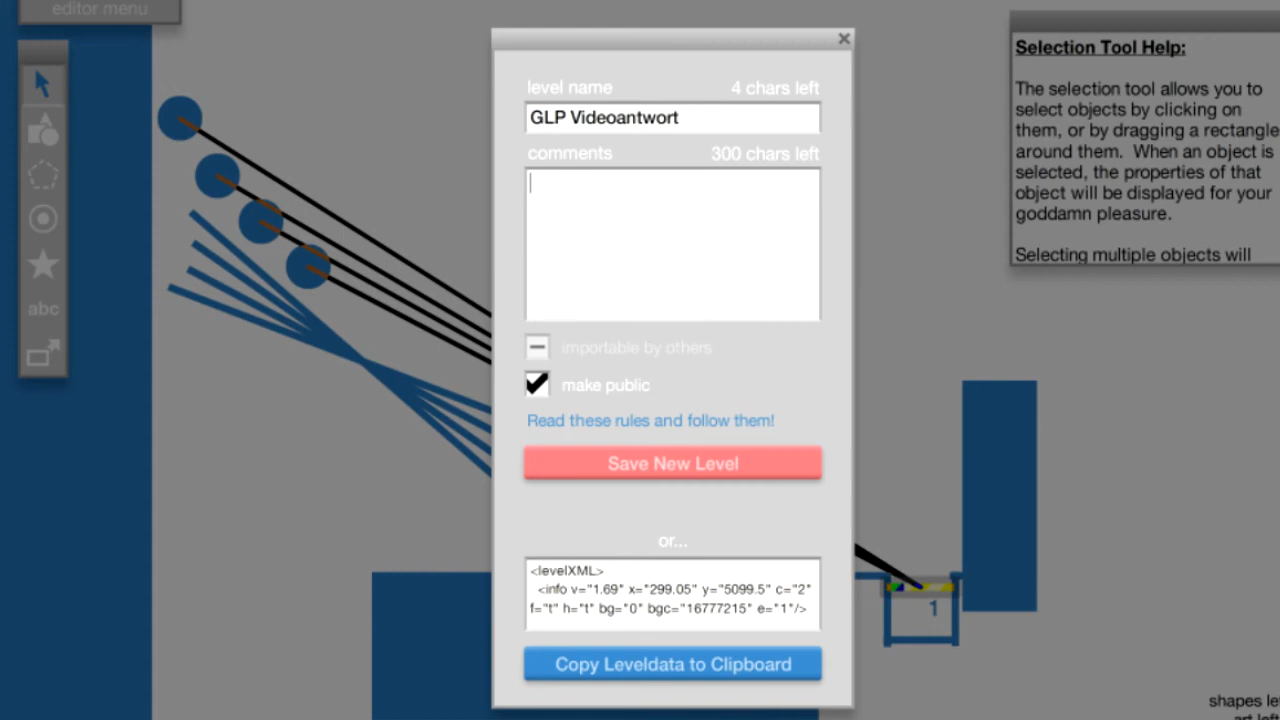 editor menu
abc
level name 4 chars left
GLP Videoantwort
comments 300 chars left
importable by others
make public
Read these rules and follow them!
Save New Level
or...
<levelXML>
<info v="1.69" x="299.05" y="5099.5" c="2"
f="t" h="t" bg="0" bgc="16777215" e="1"/>
Copy Leveldata to Clipboard
Selection Tool Help:
The selection tool allows you to
select objects by clicking on
them, or by dragging a rectangle
around them. When an object is
selected, the properties of that
object will be displayed for your
goddamn pleasure.
Selecting multiple objects will
1
shapes le
art left